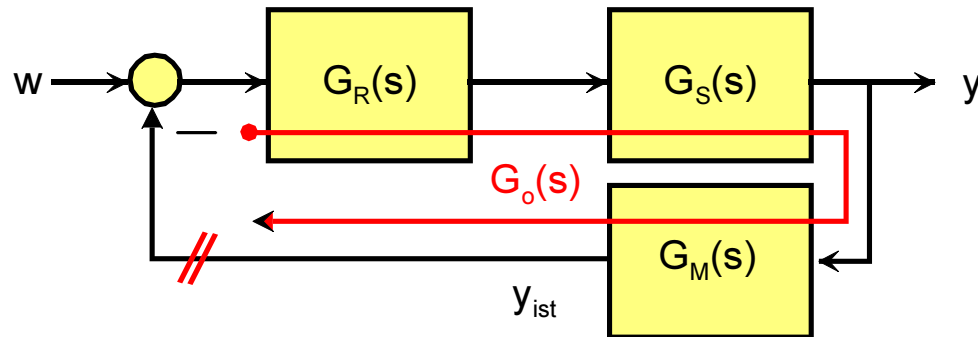 w
G_R(s)
G_S(s)
y
—
G_o(s)
G_M(s)
y_ist